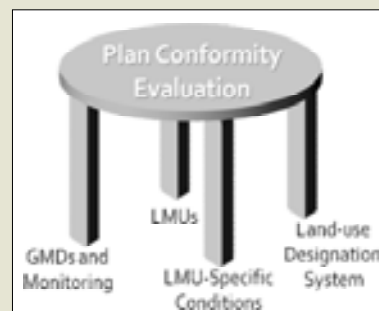 Plan Conformity
Evaluation
GMDs and
Monitoring
LMUs
LMU-Specific
Conditions
Land-use
Designation
System